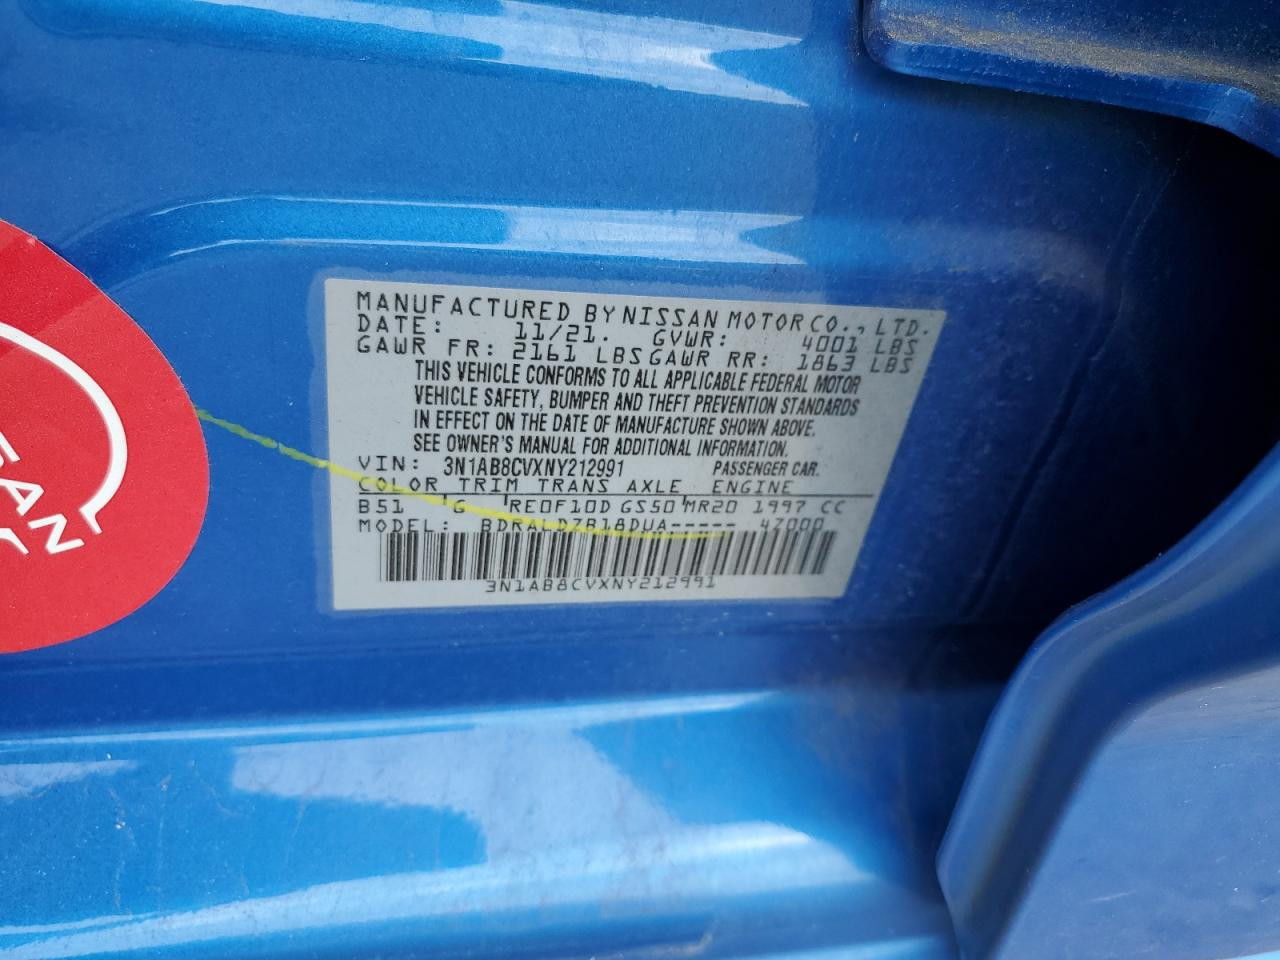 MANUFACTURED BY NISSAN MOTOR CO., LTD.
DATE: 11/21. GVWR: 4001 LBS
GAWR FR: 2161 LBS GAWR RR: 1863 LBS
THIS VEHICLE CONFORMS TO ALL APPLICABLE FEDERAL MOTOR
VEHICLE SAFETY, BUMPER AND THEFT PREVENTION STANDARDS
IN EFFECT ON THE DATE OF MANUFACTURE SHOWN ABOVE.
SEE OWNER'S MANUAL FOR ADDITIONAL INFORMATION.
VIN: 3N1AB8CVXNY212991 PASSENGER CAR.
COLOR TRIM TRANS AXLE ENGINE
B51 G RE0F10D GS50 MR20 1997 CC
MODEL: BDRALDZB18DUA----- 4Z000
3N1AB8CVXNY212991